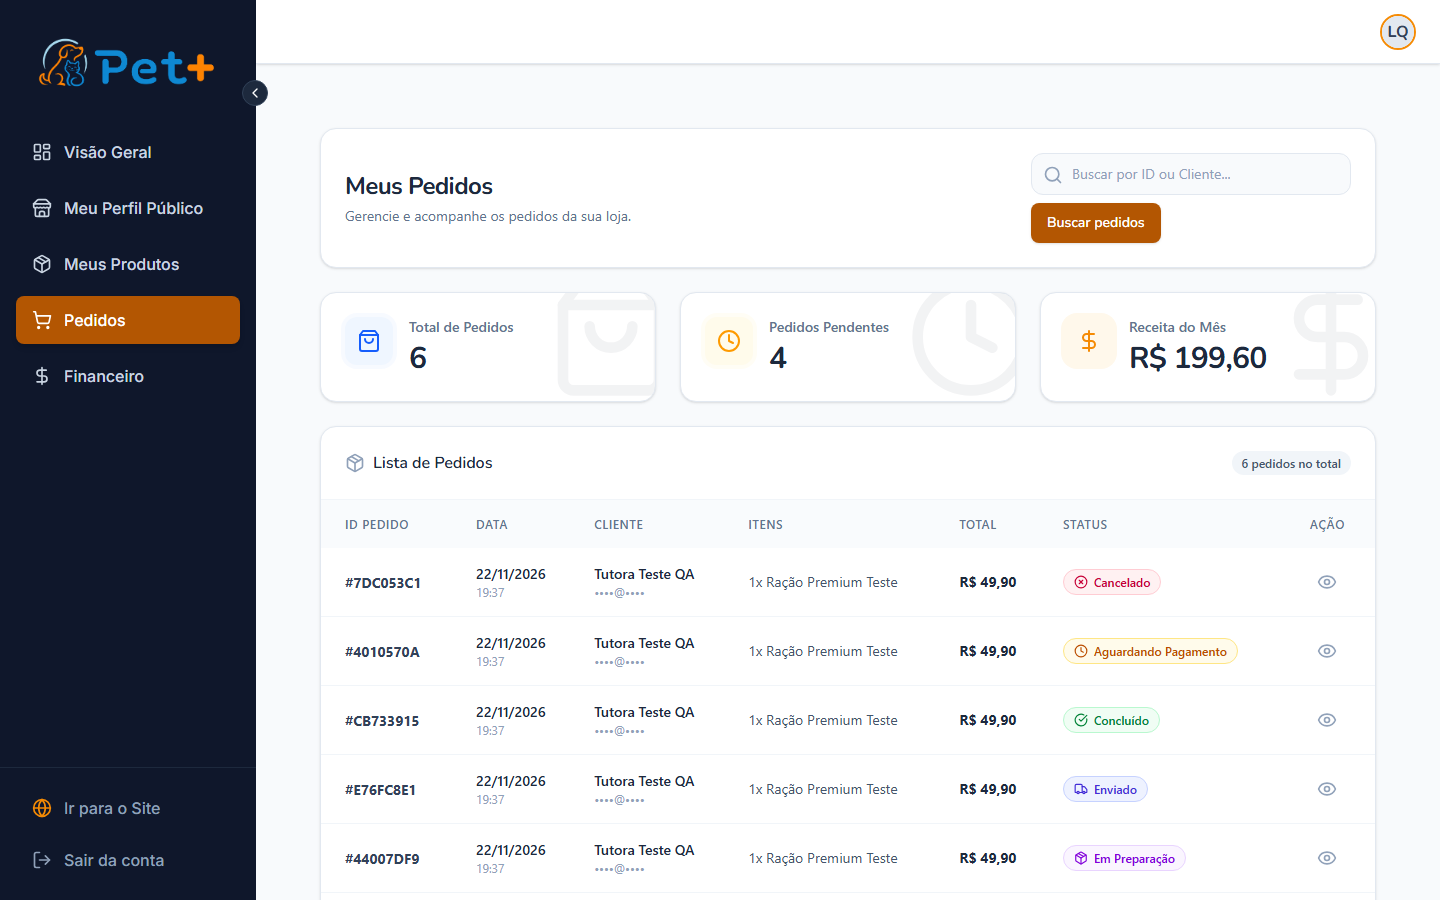 Pet+
LQ
Visão Geral
Meu Perfil Público
Meus Produtos
Pedidos
Financeiro
Ir para o Site
Sair da conta
Meus Pedidos
Gerencie e acompanhe os pedidos da sua loja.
Buscar por ID ou Cliente...
Buscar pedidos
Total de Pedidos
6
Pedidos Pendentes
4
Receita do Mês
R$ 199,60
Lista de Pedidos
6 pedidos no total
ID PEDIDO DATA CLIENTE ITENS TOTAL STATUS AÇÃO
#7DC053C1 22/11/2026 Tutora Teste QA 1x Ração Premium Teste R$ 49,90 Cancelado
19:37 ••••@••••
#4010570A 22/11/2026 Tutora Teste QA 1x Ração Premium Teste R$ 49,90 Aguardando Pagamento
19:37 ••••@••••
#CB733915 22/11/2026 Tutora Teste QA 1x Ração Premium Teste R$ 49,90 Concluído
19:37 ••••@••••
#E76FC8E1 22/11/2026 Tutora Teste QA 1x Ração Premium Teste R$ 49,90 Enviado
19:37 ••••@••••
#44007DF9 22/11/2026 Tutora Teste QA 1x Ração Premium Teste R$ 49,90 Em Preparação
19:37 ••••@••••